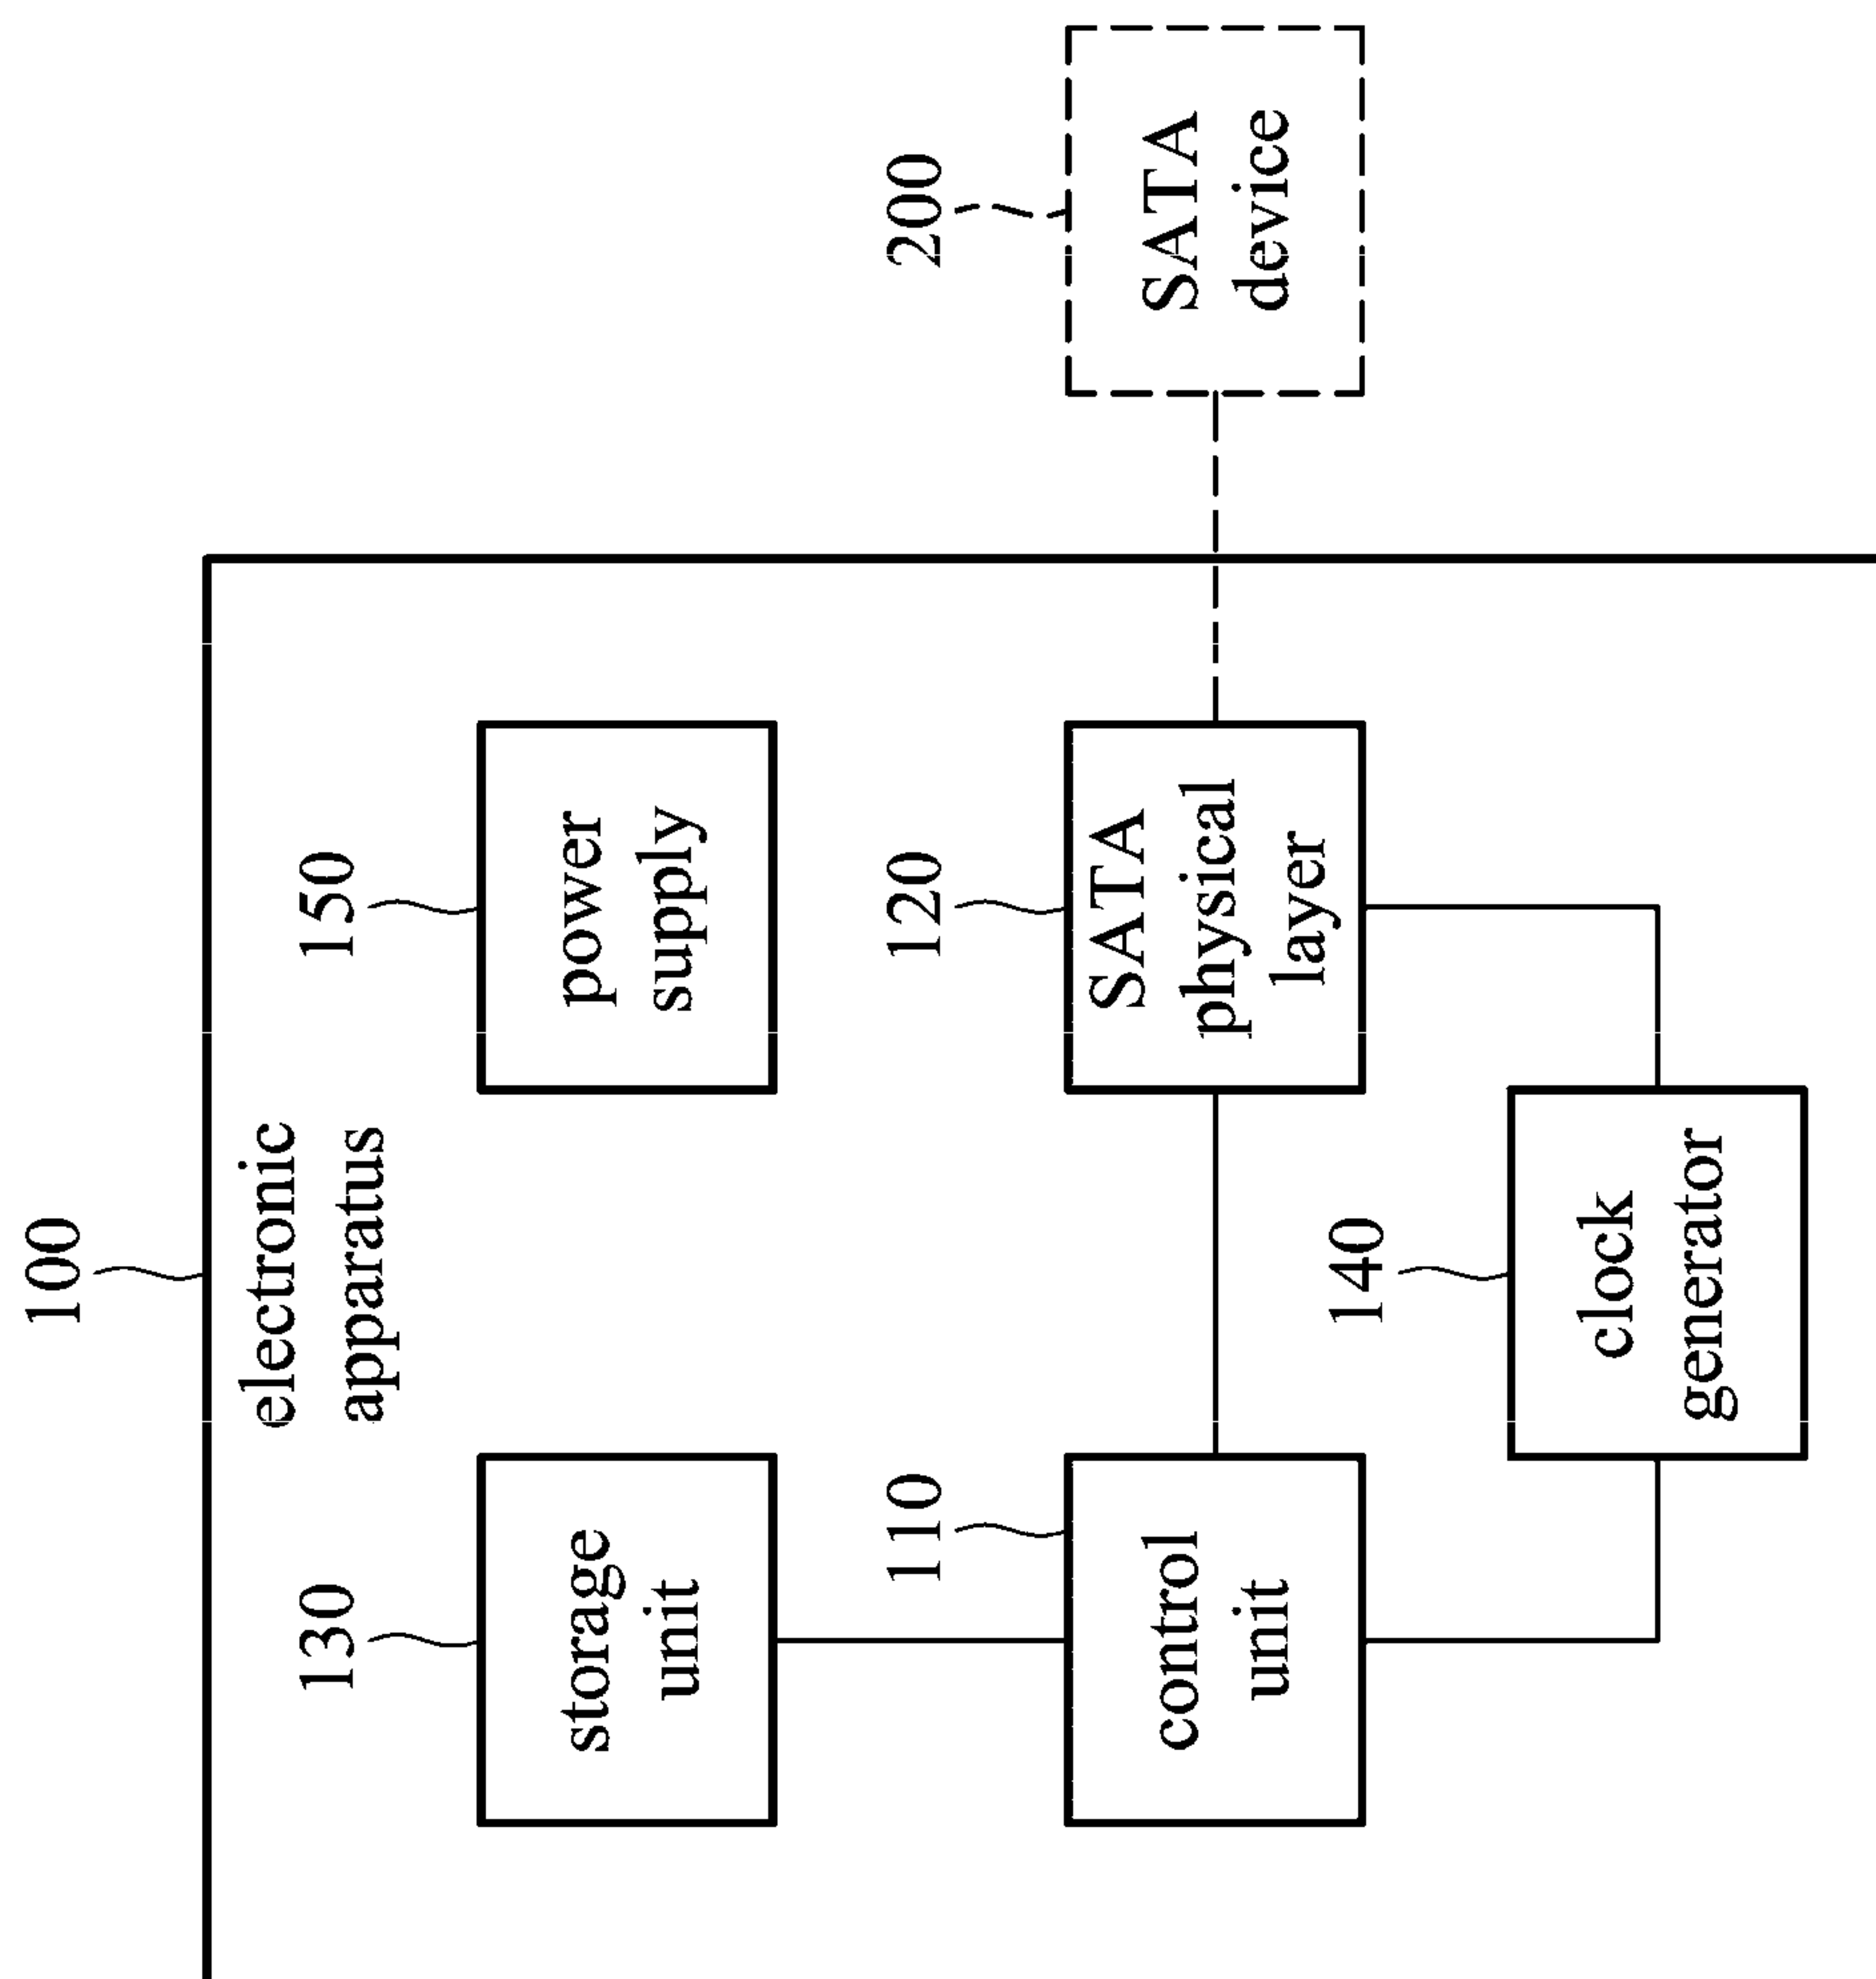 100
electronic
apparatus
130
storage
unit
150
power
supply
110
control
unit
120
SATA
physical
layer
200
SATA
device
140
clock
generator